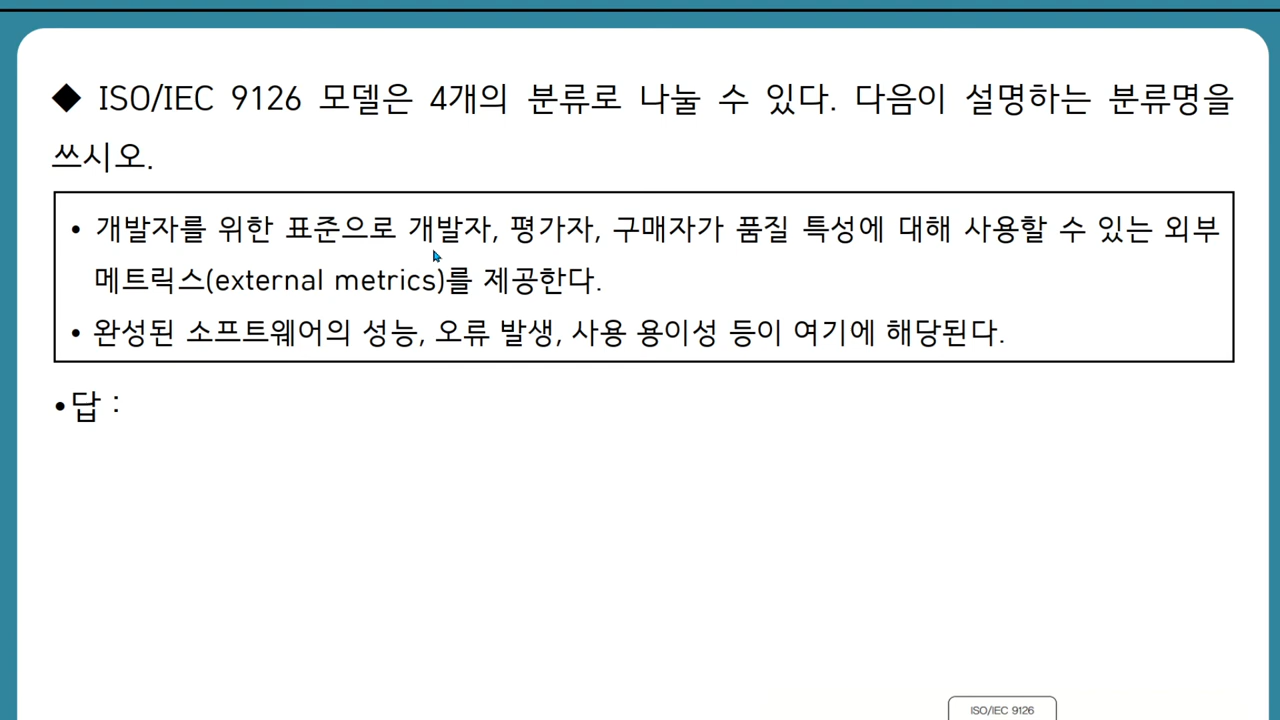 ◆ ISO/IEC 9126 모델은 4개의 분류로 나눌 수 있다. 다음이 설명하는 분류명을
쓰시오.
• 개발자를 위한 표준으로 개발자, 평가자, 구매자가 품질 특성에 대해 사용할 수 있는 외부
메트릭스(external metrics)를 제공한다.
• 완성된 소프트웨어의 성능, 오류 발생, 사용 용이성 등이 여기에 해당된다.
•답 :
ISO/IEC 9126